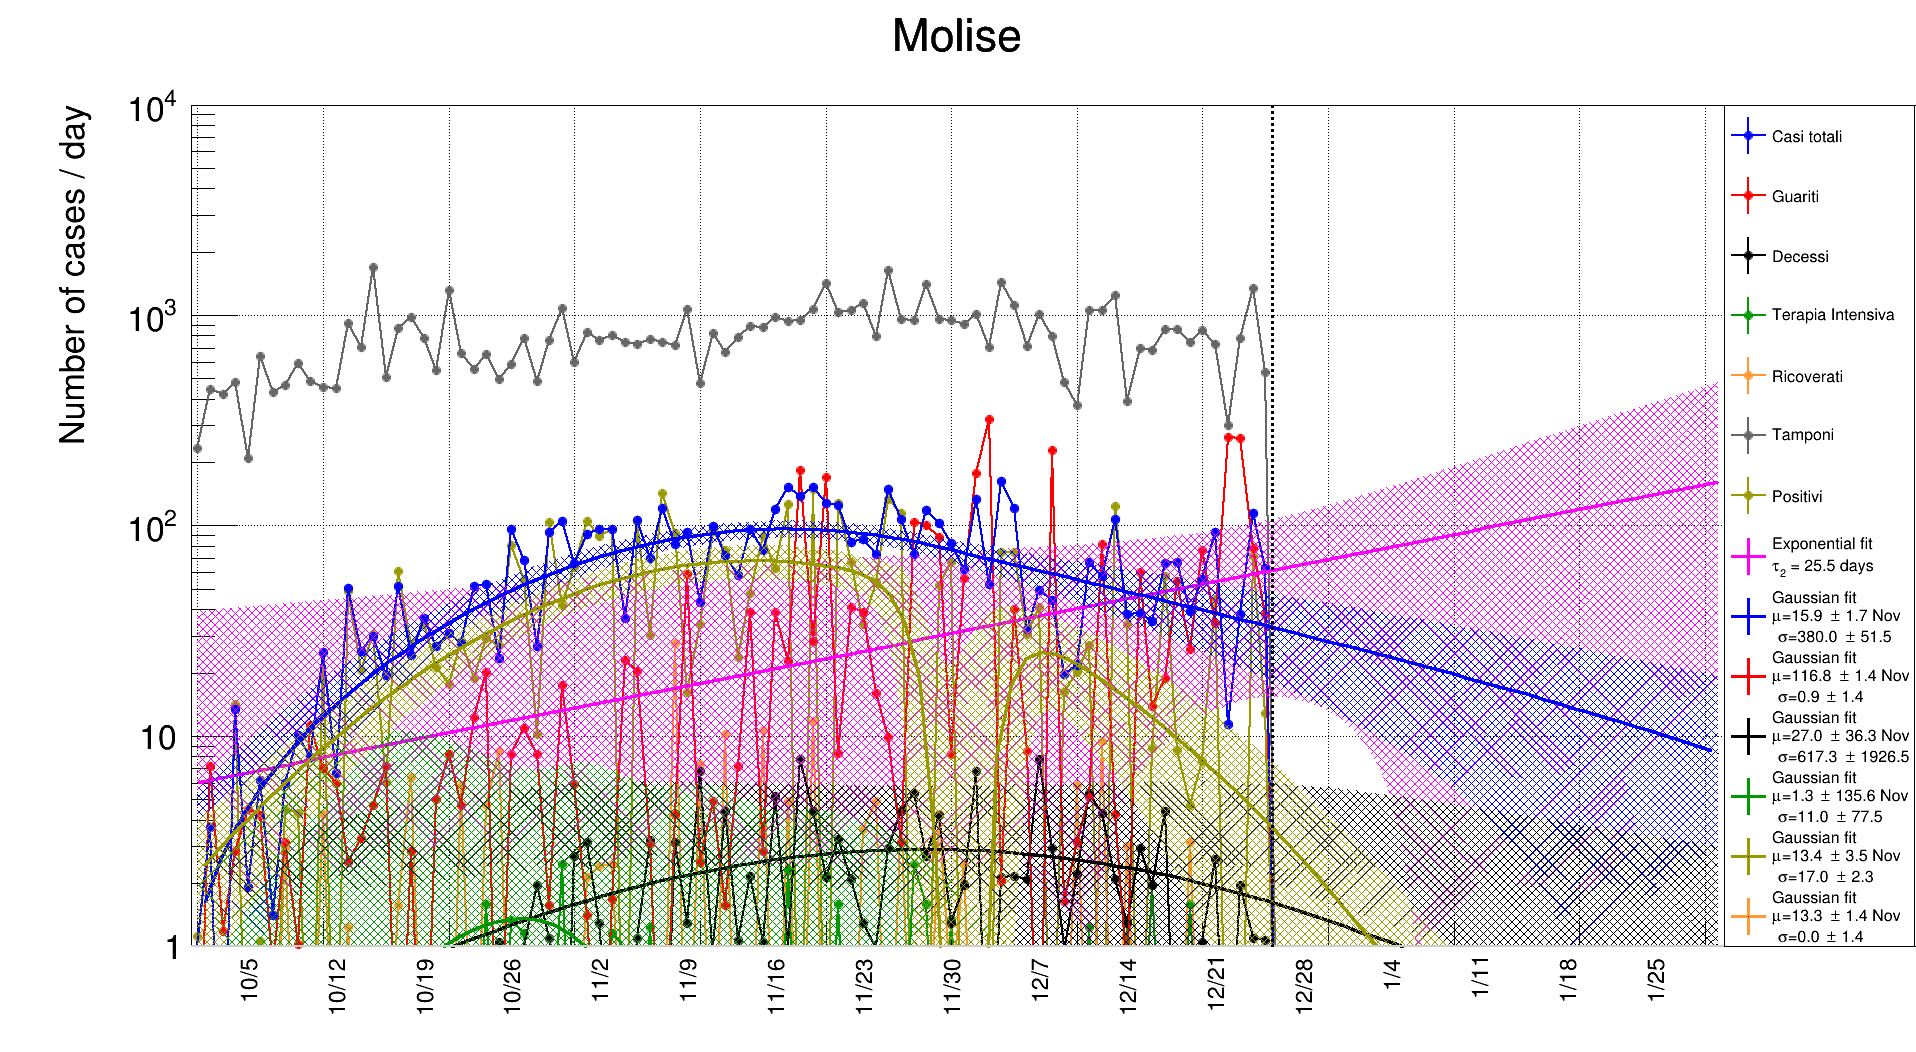 Molise
Number of cases / day
10^4
10^3
10^2
10
1
10/5 10/12 10/19 10/26 11/2 11/9 11/16 11/23 11/30 12/7 12/14 12/21 12/28 1/4 1/11 1/18 1/25
Casi totali
Guariti
Decessi
Terapia Intensiva
Ricoverati
Tamponi
Positivi
Exponential fit
τ₂ = 25.5 days
Gaussian fit
μ=15.9 ± 1.7 Nov
σ=380.0 ± 51.5
Gaussian fit
μ=116.8 ± 1.4 Nov
σ=0.9 ± 1.4
Gaussian fit
μ=27.0 ± 36.3 Nov
σ=617.3 ± 1926.5
Gaussian fit
μ=1.3 ± 135.6 Nov
σ=11.0 ± 77.5
Gaussian fit
μ=13.4 ± 3.5 Nov
σ=17.0 ± 2.3
Gaussian fit
μ=13.3 ± 1.4 Nov
σ=0.0 ± 1.4